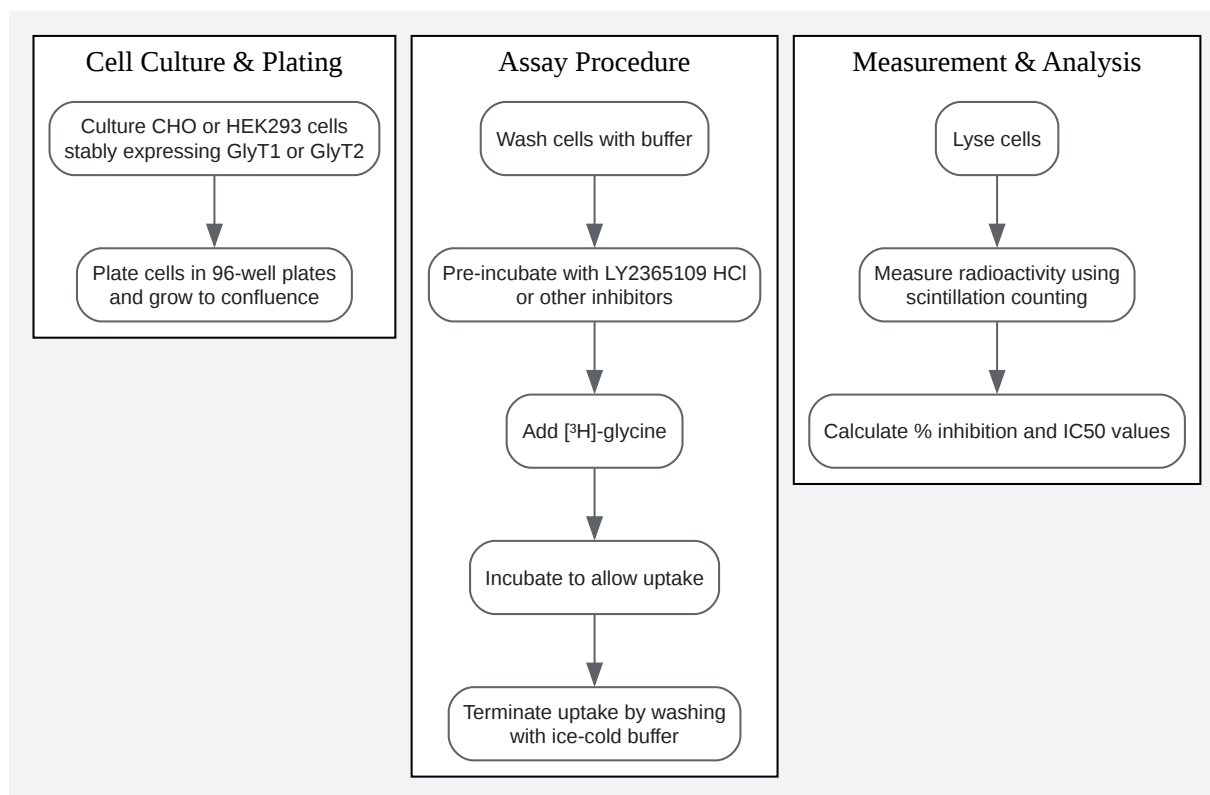 Cell Culture & Plating
Culture CHO or HEK293 cells
stably expressing GlyT1 or GlyT2
Plate cells in 96-well plates
and grow to confluence
Assay Procedure
Wash cells with buffer
Pre-incubate with LY2365109 HCl
or other inhibitors
Add [³H]-glycine
Incubate to allow uptake
Terminate uptake by washing
with ice-cold buffer
Measurement & Analysis
Lyse cells
Measure radioactivity using
scintillation counting
Calculate % inhibition and IC50 values